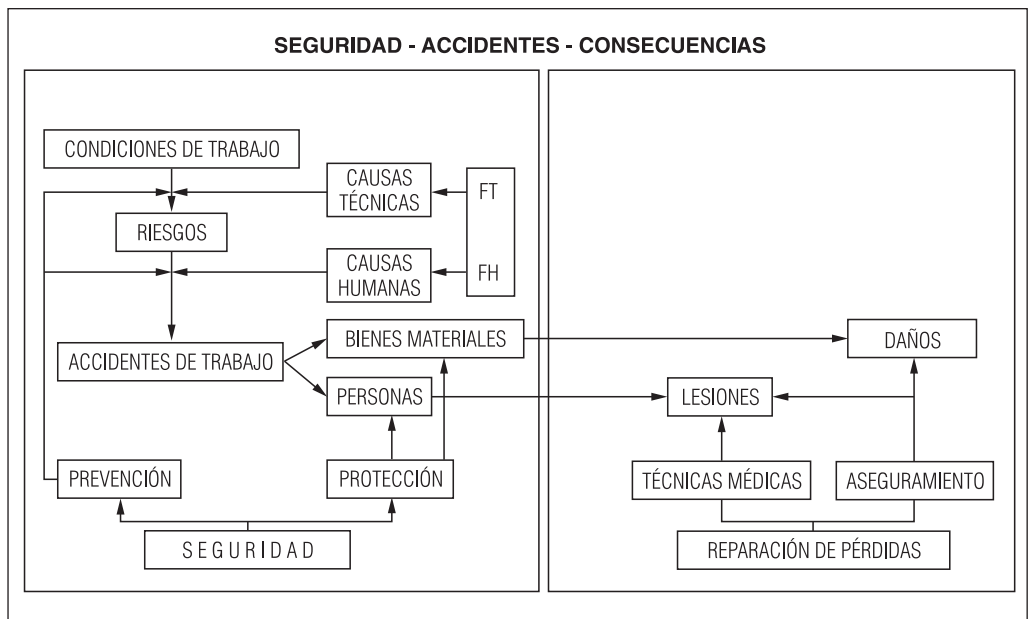 SEGURIDAD - ACCIDENTES - CONSECUENCIAS
CONDICIONES DE TRABAJO
CAUSAS
TÉCNICAS
FT
RIESGOS
CAUSAS
HUMANAS
FH
BIENES MATERIALES
DAÑOS
ACCIDENTES DE TRABAJO
PERSONAS
LESIONES
PREVENCIÓN
PROTECCIÓN
TÉCNICAS MÉDICAS
ASEGURAMIENTO
SEGURIDAD
REPARACIÓN DE PÉRDIDAS